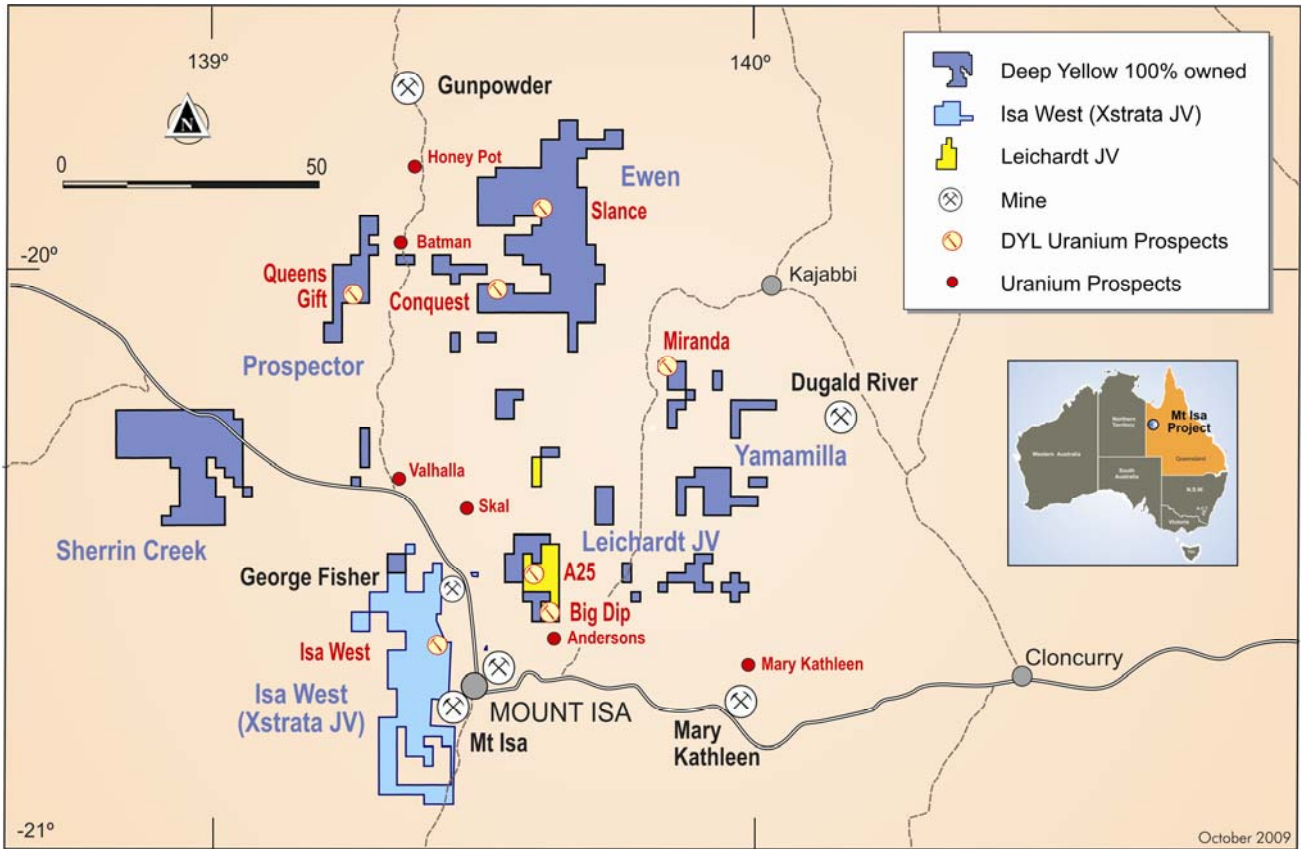 139º
140º
Gunpowder
N
0
50
Honey Pot
Ewen
Slance
Batman
-20º
Queens
Gift
Conquest
Kajabbi
Prospector
Miranda
Dugald River
Yamamilla
Valhalla
Skal
Sherrin Creek
Leichardt JV
George Fisher
A25
Big Dip
Andersons
Isa West
Mary Kathleen
Cloncurry
Isa West
(Xstrata JV)
MOUNT ISA
Mt Isa
Mary
Kathleen
-21º
October 2009
Deep Yellow 100% owned
Isa West (Xstrata JV)
Leichardt JV
Mine
DYL Uranium Prospects
Uranium Prospects
Mt Isa
Project
Northern
Territory
Queensland
Western Australia
South
Australia
N.S.W.
Victoria